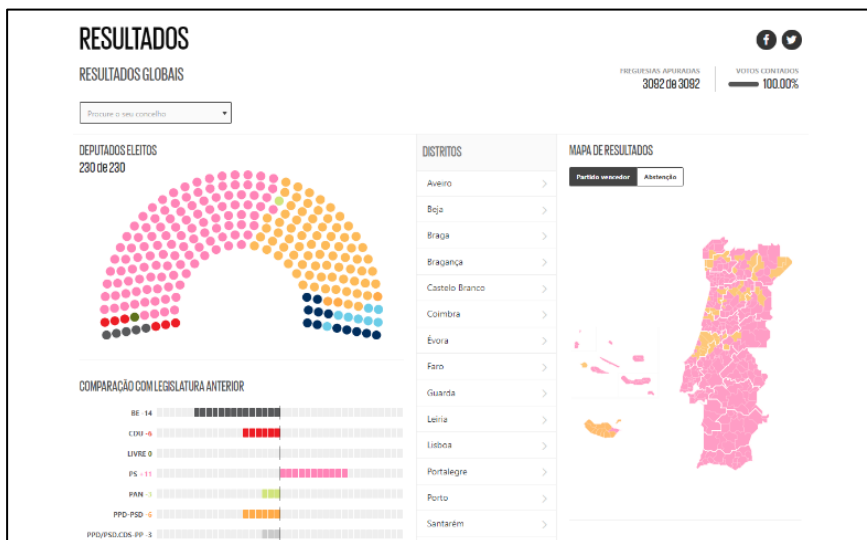 RESULTADOS
RESULTADOS GLOBAIS
FREGUESIAS APURADAS
3092 de 3092
VOTOS CONTADOS
100.00%
Procure o seu concelho
DEPUTADOS ELEITOS
230 de 230
COMPARAÇÃO COM LEGISLATURA ANTERIOR
BE -14
CDU -6
LIVRE 0
PS +11
PAN -3
PPD-PSD -6
PPD/PSD.CDS-PP -3
DISTRITOS
Aveiro
Beja
Braga
Bragança
Castelo Branco
Coimbra
Évora
Faro
Guarda
Leiria
Lisboa
Portalegre
Porto
Santarém
MAPA DE RESULTADOS
Partido vencedor
Abstenção